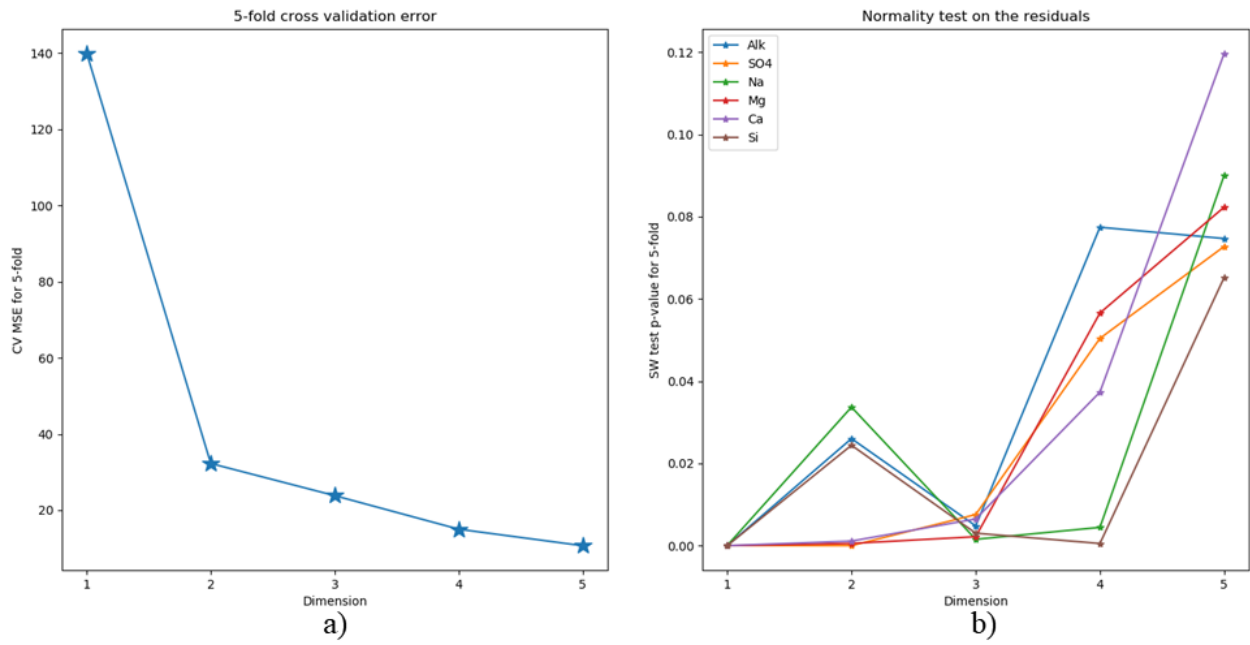 5-fold cross validation error
CV MSE for 5-fold
140
120
100
80
60
40
20
1 2 3 4 5
Dimension
a)
Normality test on the residuals
SW test p-value for 5-fold
Alk
SO4
Na
Mg
Ca
Si
0.12
0.10
0.08
0.06
0.04
0.02
0.00
1 2 3 4 5
Dimension
b)